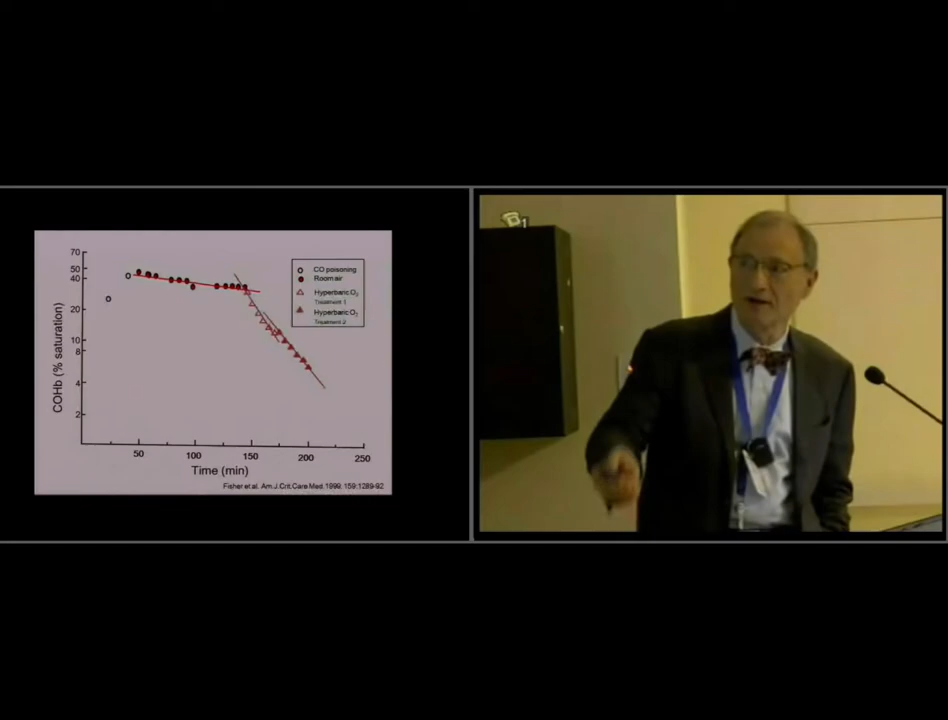 70
50
40
20
10
8
4
2
COHb (% saturation)
50
100
150
200
250
Time (min)
CO poisoning
Room air
Hyperbaric O₂
Treatment 1
Hyperbaric O₂
Treatment 2
Fisher et al. Am.J.Crit.Care Med.1999. 159:1289-92
1